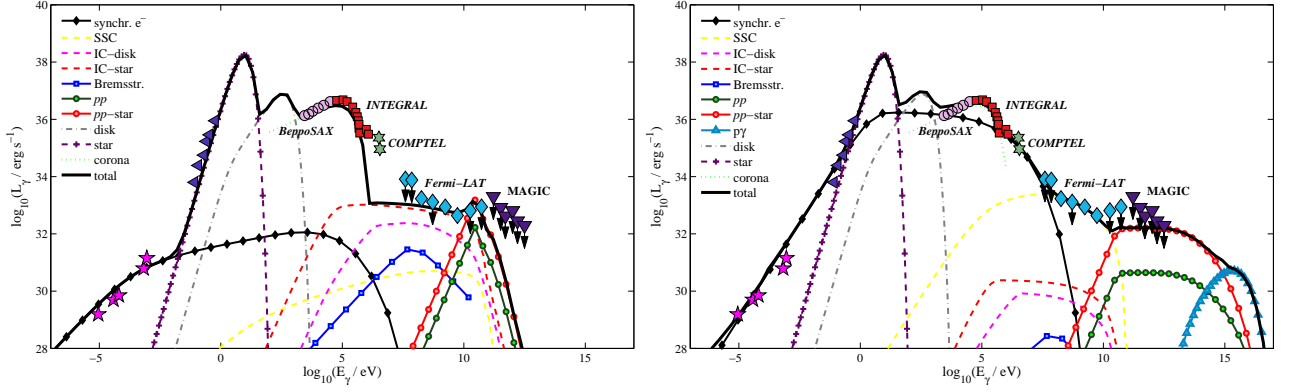 40
38
36
34
32
30
28
log₁₀(Lᵧ / erg s⁻¹)
synchr. e⁻
SSC
IC−disk
IC−star
Bremsstr.
pp
pp−star
disk
star
corona
total
BeppoSAX
INTEGRAL
COMPTEL
Fermi−LAT
MAGIC
−5 0 5 10 15
log₁₀(Eᵧ / eV)
40
38
36
34
32
30
28
log₁₀(Lᵧ / erg s⁻¹)
synchr. e⁻
SSC
IC−disk
IC−star
Bremsstr.
pp
pp−star
pγ
disk
star
corona
total
BeppoSAX
INTEGRAL
COMPTEL
Fermi−LAT
MAGIC
−5 0 5 10 15
log₁₀(Eᵧ / eV)